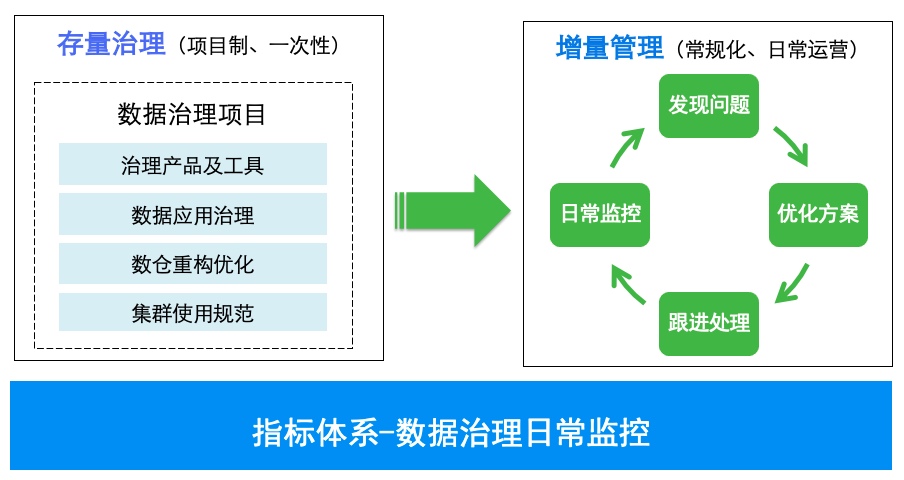 存量治理（项目制、一次性）
数据治理项目
治理产品及工具
数据应用治理
数仓重构优化
集群使用规范
增量管理（常规化、日常运营）
发现问题
优化方案
跟进处理
日常监控
指标体系-数据治理日常监控